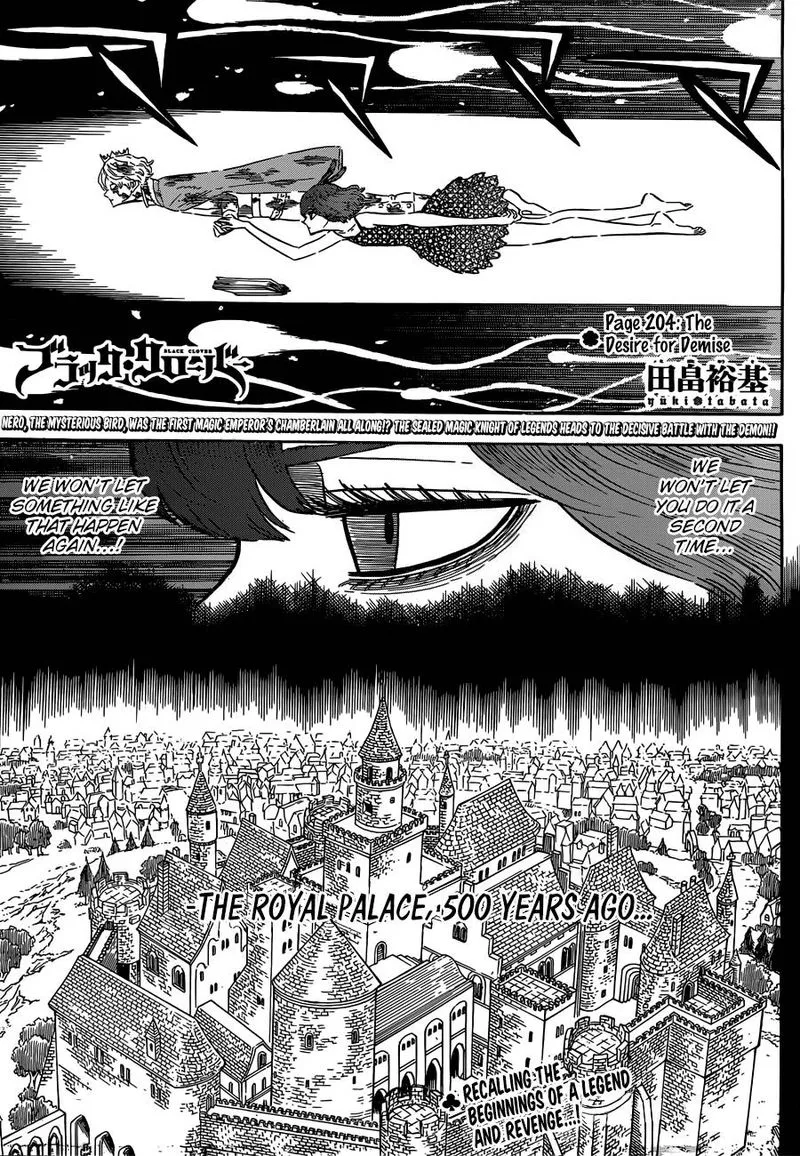 Page 204: The
Desire for Demise
ブラック・クローバー
BLACK CLOVER
田畠裕基
yūki tabata
NERO, THE MYSTERIOUS BIRD, WAS THE FIRST MAGIC EMPEROR'S CHAMBERLAIN ALL ALONG!? THE SEALED MAGIC KNIGHT OF LEGENDS HEADS TO THE DECISIVE BATTLE WITH THE DEMON!!
WE
WON'T LET
YOU DO IT A
SECOND
TIME...
WE WON'T LET
SOMETHING LIKE
THAT HAPPEN
AGAIN...!
-THE ROYAL PALACE, 500 YEARS AGO...
RECALLING THE
BEGINNINGS OF A LEGEND
AND REVENGE...!